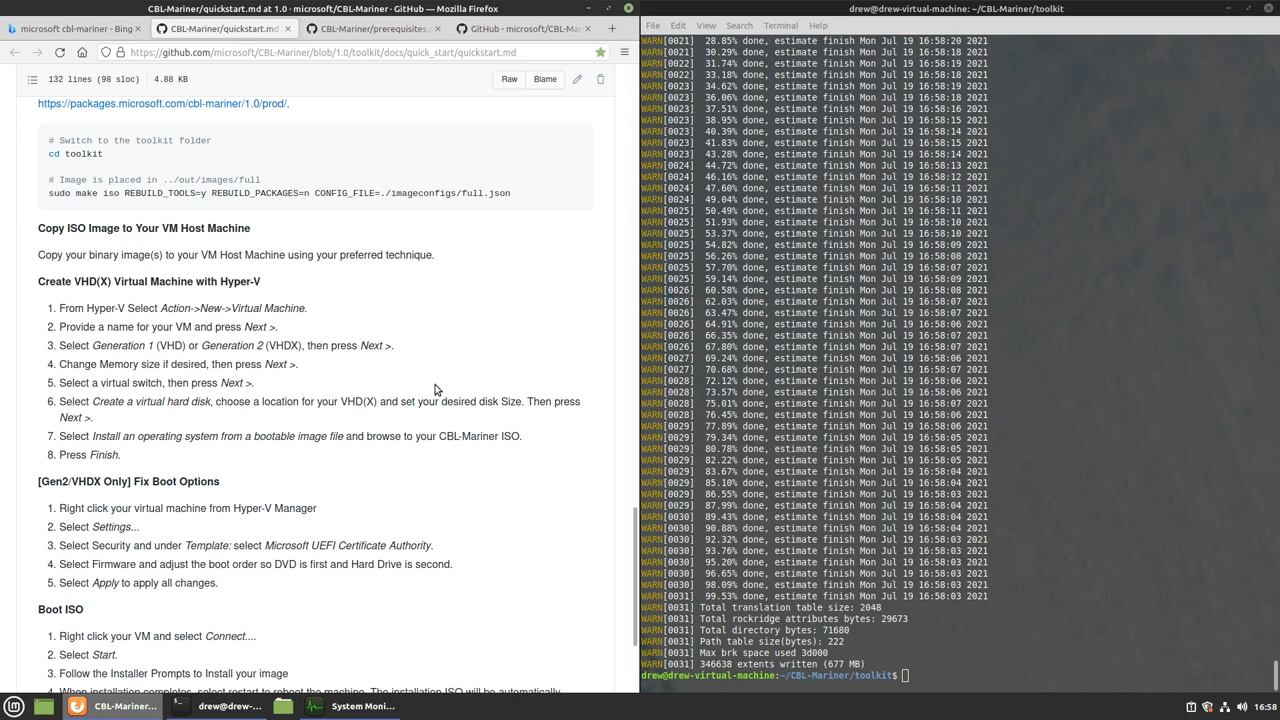 CBL-Mariner/quickstart.md at 1.0 · microsoft/CBL-Mariner · GitHub — Mozilla Firefox
microsoft cbl-mariner - Bing
CBL-Mariner/quickstart.md
CBL-Mariner/prerequisites.m
GitHub - microsoft/CBL-Ma
https://github.com/microsoft/CBL-Mariner/blob/1.0/toolkit/docs/quick_start/quickstart.md
132 lines (98 sloc) 4.88 KB
Raw
Blame
https://packages.microsoft.com/cbl-mariner/1.0/prod/.
# Switch to the toolkit folder
cd toolkit
# Image is placed in ../out/images/full
sudo make iso REBUILD_TOOLS=y REBUILD_PACKAGES=n CONFIG_FILE=./imageconfigs/full.json
Copy ISO Image to Your VM Host Machine
Copy your binary image(s) to your VM Host Machine using your preferred technique.
Create VHD(X) Virtual Machine with Hyper-V
1. From Hyper-V Select Action->New->Virtual Machine.
2. Provide a name for your VM and press Next >.
3. Select Generation 1 (VHD) or Generation 2 (VHDX), then press Next >.
4. Change Memory size if desired, then press Next >.
5. Select a virtual switch, then press Next >.
6. Select Create a virtual hard disk, choose a location for your VHD(X) and set your desired disk Size. Then press
Next >.
7. Select Install an operating system from a bootable image file and browse to your CBL-Mariner ISO.
8. Press Finish.
[Gen2/VHDX Only] Fix Boot Options
1. Right click your virtual machine from Hyper-V Manager
2. Select Settings...
3. Select Security and under Template: select Microsoft UEFI Certificate Authority.
4. Select Firmware and adjust the boot order so DVD is first and Hard Drive is second.
5. Select Apply to apply all changes.
Boot ISO
1. Right click your VM and select Connect....
2. Select Start.
3. Follow the Installer Prompts to Install your image
4. When installation completes, select restart to reboot the machine. The installation ISO will be automatically
drew@drew-virtual-machine: ~/CBL-Mariner/toolkit
File Edit View Search Terminal Help
WARN[0021] 28.85% done, estimate finish Mon Jul 19 16:58:20 2021
WARN[0021] 30.29% done, estimate finish Mon Jul 19 16:58:18 2021
WARN[0022] 31.74% done, estimate finish Mon Jul 19 16:58:19 2021
WARN[0022] 33.18% done, estimate finish Mon Jul 19 16:58:18 2021
WARN[0023] 34.62% done, estimate finish Mon Jul 19 16:58:19 2021
WARN[0023] 36.06% done, estimate finish Mon Jul 19 16:58:18 2021
WARN[0023] 37.51% done, estimate finish Mon Jul 19 16:58:16 2021
WARN[0023] 38.95% done, estimate finish Mon Jul 19 16:58:15 2021
WARN[0023] 40.39% done, estimate finish Mon Jul 19 16:58:14 2021
WARN[0023] 41.83% done, estimate finish Mon Jul 19 16:58:15 2021
WARN[0023] 43.28% done, estimate finish Mon Jul 19 16:58:14 2021
WARN[0024] 44.72% done, estimate finish Mon Jul 19 16:58:13 2021
WARN[0024] 46.16% done, estimate finish Mon Jul 19 16:58:12 2021
WARN[0024] 47.60% done, estimate finish Mon Jul 19 16:58:11 2021
WARN[0024] 49.04% done, estimate finish Mon Jul 19 16:58:10 2021
WARN[0025] 50.49% done, estimate finish Mon Jul 19 16:58:11 2021
WARN[0025] 51.93% done, estimate finish Mon Jul 19 16:58:10 2021
WARN[0025] 53.37% done, estimate finish Mon Jul 19 16:58:10 2021
WARN[0025] 54.82% done, estimate finish Mon Jul 19 16:58:09 2021
WARN[0025] 56.26% done, estimate finish Mon Jul 19 16:58:08 2021
WARN[0025] 57.70% done, estimate finish Mon Jul 19 16:58:07 2021
WARN[0025] 59.14% done, estimate finish Mon Jul 19 16:58:09 2021
WARN[0026] 60.58% done, estimate finish Mon Jul 19 16:58:08 2021
WARN[0026] 62.03% done, estimate finish Mon Jul 19 16:58:07 2021
WARN[0026] 63.47% done, estimate finish Mon Jul 19 16:58:07 2021
WARN[0026] 64.91% done, estimate finish Mon Jul 19 16:58:06 2021
WARN[0026] 66.35% done, estimate finish Mon Jul 19 16:58:07 2021
WARN[0026] 67.80% done, estimate finish Mon Jul 19 16:58:06 2021
WARN[0027] 69.24% done, estimate finish Mon Jul 19 16:58:06 2021
WARN[0027] 70.68% done, estimate finish Mon Jul 19 16:58:07 2021
WARN[0028] 72.12% done, estimate finish Mon Jul 19 16:58:06 2021
WARN[0028] 73.57% done, estimate finish Mon Jul 19 16:58:06 2021
WARN[0028] 75.01% done, estimate finish Mon Jul 19 16:58:07 2021
WARN[0028] 76.45% done, estimate finish Mon Jul 19 16:58:06 2021
WARN[0029] 77.89% done, estimate finish Mon Jul 19 16:58:06 2021
WARN[0029] 79.34% done, estimate finish Mon Jul 19 16:58:05 2021
WARN[0029] 80.78% done, estimate finish Mon Jul 19 16:58:05 2021
WARN[0029] 82.22% done, estimate finish Mon Jul 19 16:58:05 2021
WARN[0029] 83.67% done, estimate finish Mon Jul 19 16:58:04 2021
WARN[0029] 85.10% done, estimate finish Mon Jul 19 16:58:04 2021
WARN[0029] 86.55% done, estimate finish Mon Jul 19 16:58:03 2021
WARN[0029] 87.99% done, estimate finish Mon Jul 19 16:58:04 2021
WARN[0030] 89.43% done, estimate finish Mon Jul 19 16:58:04 2021
WARN[0030] 90.88% done, estimate finish Mon Jul 19 16:58:04 2021
WARN[0030] 92.32% done, estimate finish Mon Jul 19 16:58:03 2021
WARN[0030] 93.76% done, estimate finish Mon Jul 19 16:58:03 2021
WARN[0030] 95.20% done, estimate finish Mon Jul 19 16:58:03 2021
WARN[0030] 96.65% done, estimate finish Mon Jul 19 16:58:03 2021
WARN[0030] 98.09% done, estimate finish Mon Jul 19 16:58:03 2021
WARN[0031] 99.53% done, estimate finish Mon Jul 19 16:58:03 2021
WARN[0031] Total translation table size: 2048
WARN[0031] Total rockridge attributes bytes: 29673
WARN[0031] Total directory bytes: 71680
WARN[0031] Path table size(bytes): 222
WARN[0031] Max brk space used 3d000
WARN[0031] 346638 extents written (677 MB)
drew@drew-virtual-machine:~/CBL-Mariner/toolkit$
CBL-Mariner...
drew@drew-...
System Moni...
16:58